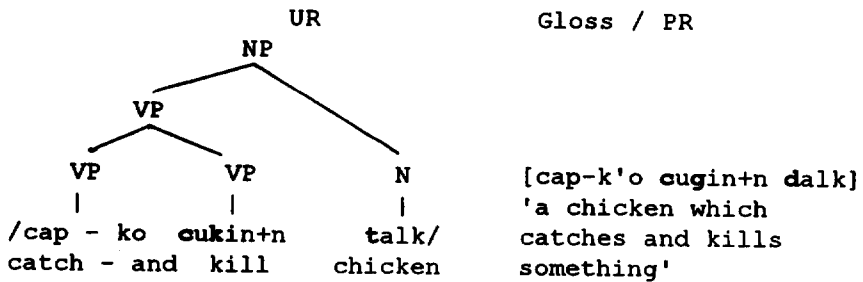 UR Gloss / PR
NP
VP
VP VP N [cap-k'o cugin+n dalk]
/cap - ko cukin+n talk/ 'a chicken which
catch - and kill chicken catches and kills
something'